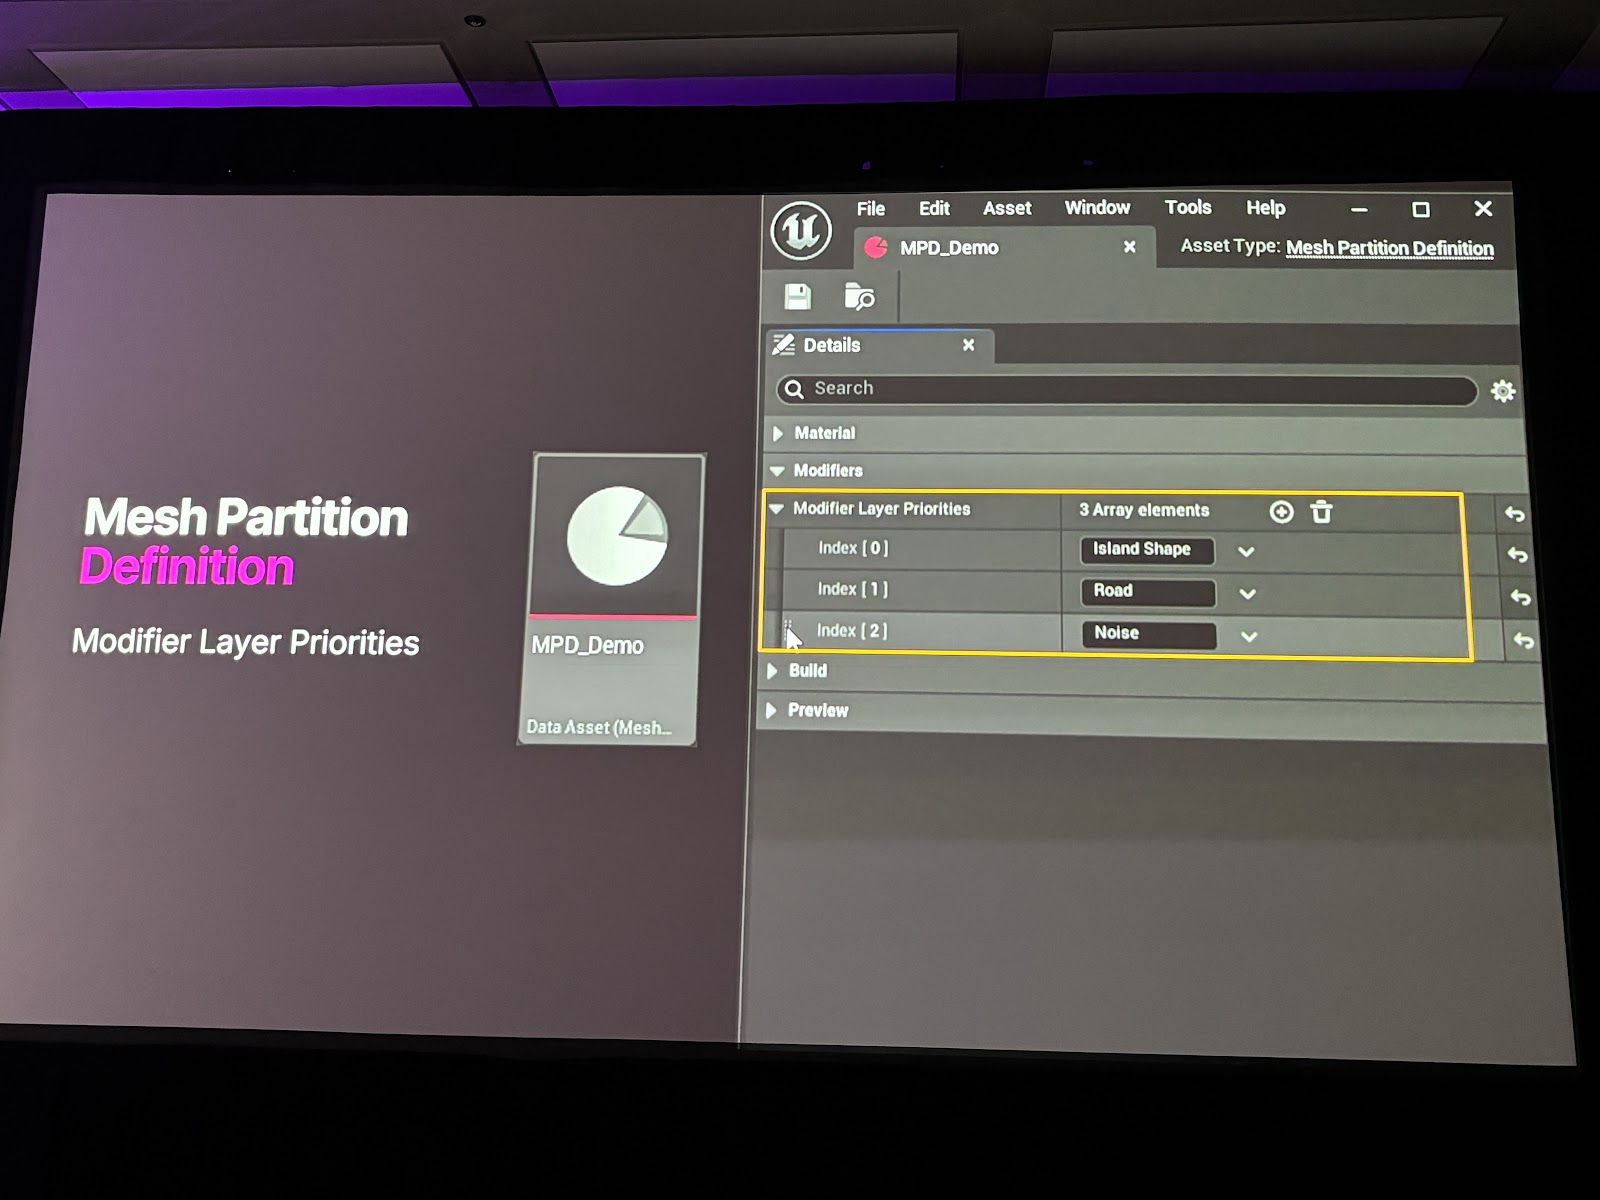 Mesh Partition
Definition
Modifier Layer Priorities
MPD_Demo
Data Asset (Mesh...
File Edit Asset Window Tools Help
MPD_Demo
Asset Type: Mesh Partition Definition
Details
Search
Material
Modifiers
Modifier Layer Priorities 3 Array elements
Index [ 0 ] Island Shape
Index [ 1 ] Road
Index [ 2 ] Noise
Build
Preview